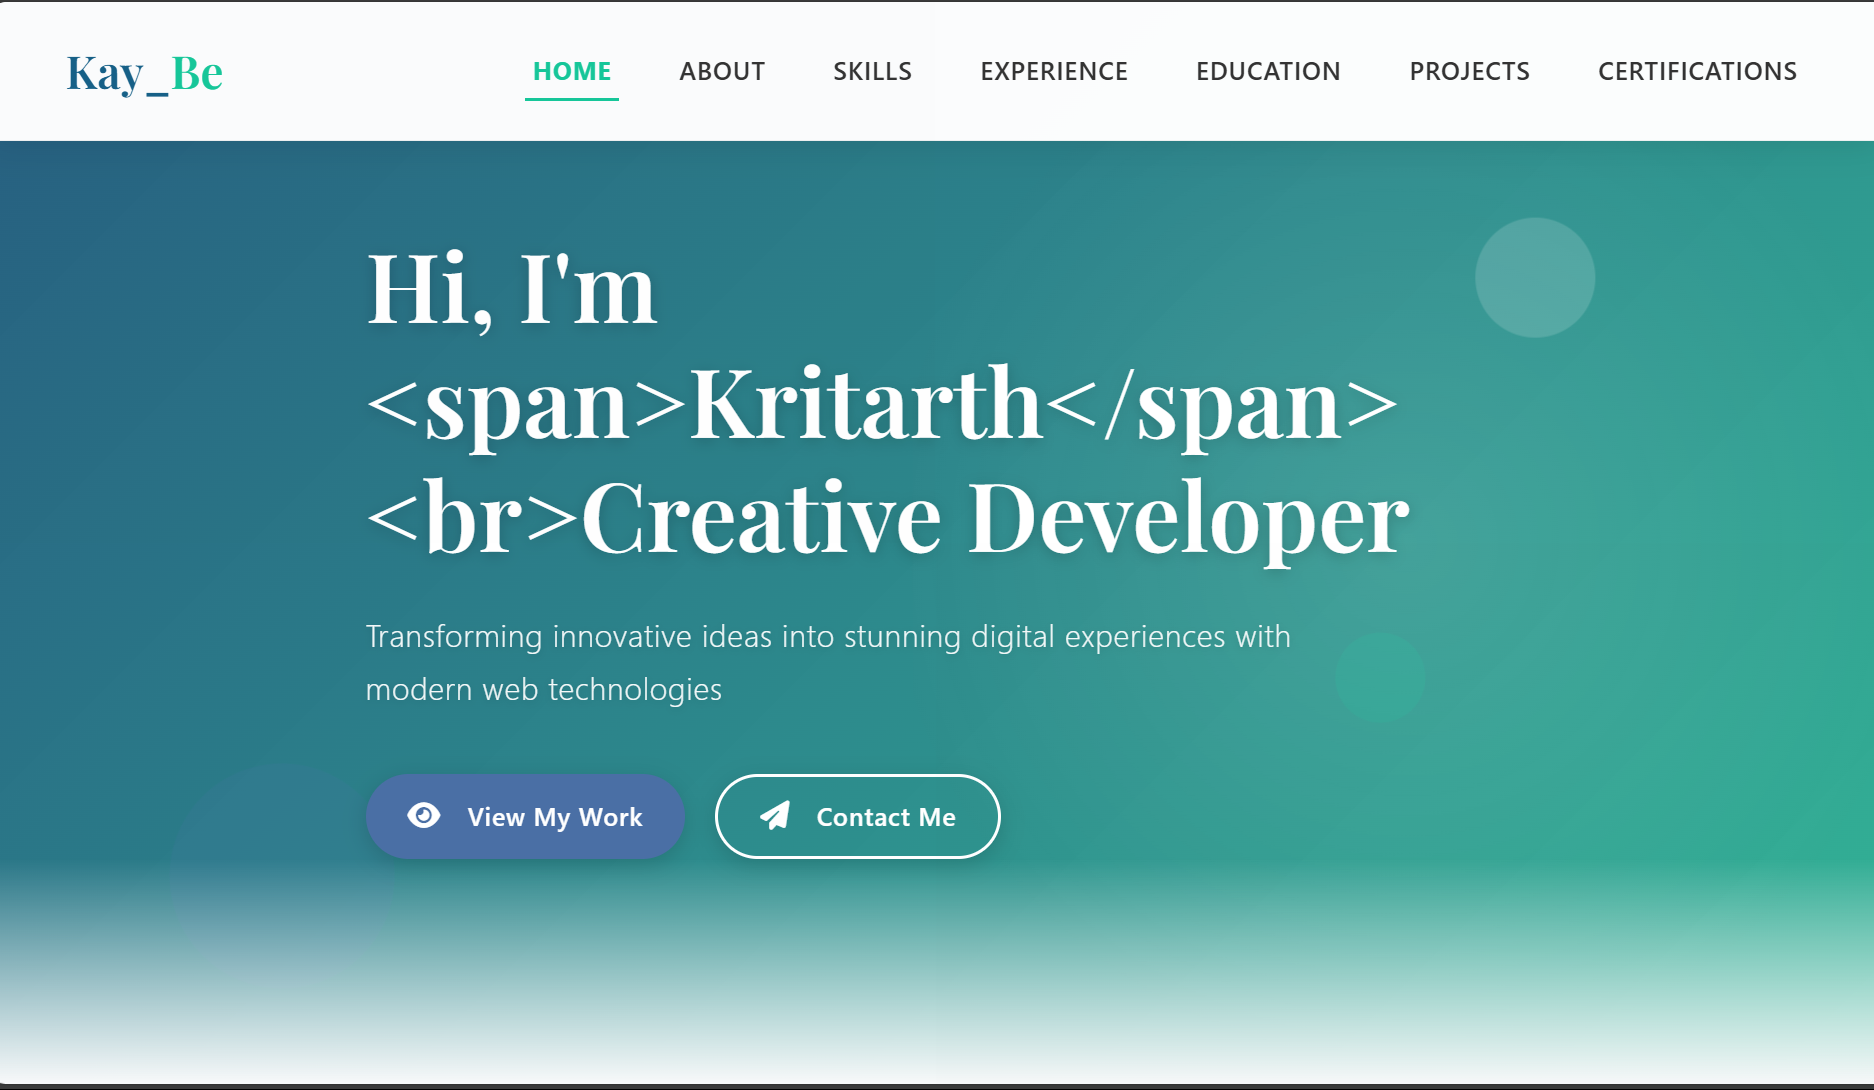 Kay_Be
HOME ABOUT SKILLS EXPERIENCE EDUCATION PROJECTS CERTIFICATIONS
Hi, I'm
<span>Kritarth</span>
<br>Creative Developer
Transforming innovative ideas into stunning digital experiences with
modern web technologies
View My Work
Contact Me